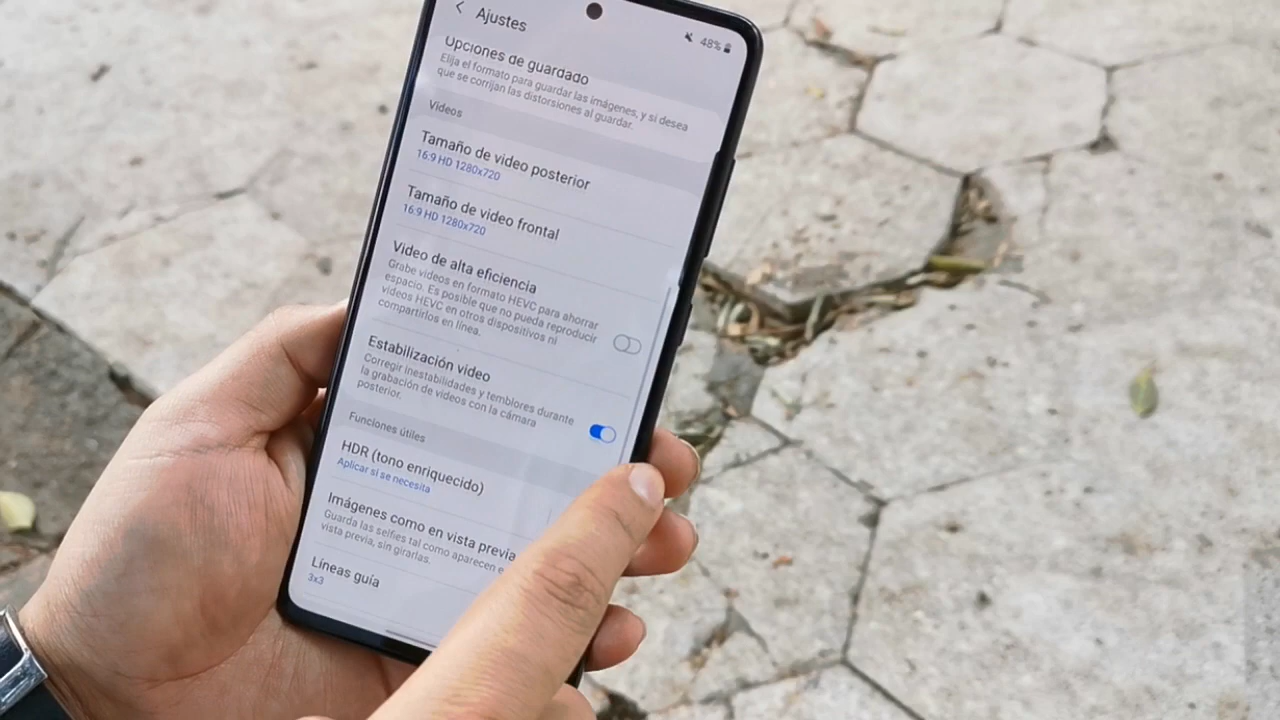 Ajustes
48%
Opciones de guardado
Elija el formato para guardar las imágenes, y si desea
que se corrijan las distorsiones al guardar.
Videos
Tamaño de video posterior
16:9 HD 1280x720
Tamaño de video frontal
16:9 HD 1280x720
Video de alta eficiencia
Grabe videos en formato HEVC para ahorrar
espacio. Es posible que no pueda reproducir
videos HEVC en otros dispositivos ni
compartirlos en línea.
Estabilización video
Corregir inestabilidades y temblores durante
la grabación de videos con la cámara
posterior.
Funciones útiles
HDR (tono enriquecido)
Aplicar si se necesita
Imágenes como en vista previa
Guarda las selfies tal como aparecen e
vista previa, sin girarlas.
Líneas guía
3x3